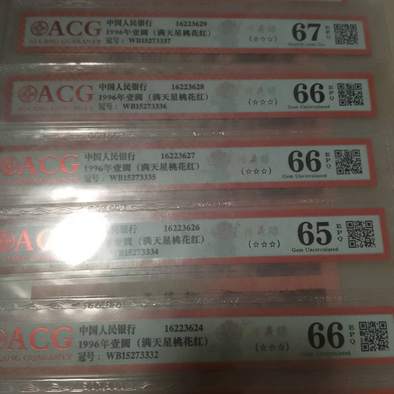 ACG
中国人民银行 16223629
1996年壹圆（满天星桃花红）
冠号： WB15273337
(☆☆☆)
67 EPQ
ACG
中国人民银行 16223628
1996年壹圆（满天星桃花红）
冠号： WB15273336
(☆☆☆)
66 EPQ
Gem Uncirculated
ACG
中国人民银行 16223627
1996年壹圆（满天星桃花红）
冠号： WB15273335
(☆☆☆)
66 EPQ
Gem Uncirculated
ACG
中国人民银行 16223626
1996年壹圆（满天星桃花红）
冠号： WB15273334
(☆☆☆)
65 EPQ
Gem Uncirculated
ACG
中国人民银行 16223624
1996年壹圆（满天星桃花红）
冠号： WB15273332
(☆☆☆)
66 EPQ
Gem Uncirculated